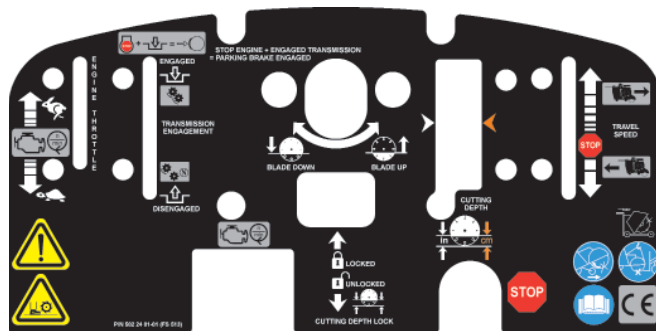 STOP ENGINE + ENGAGED TRANSMISSION
= PARKING BRAKE ENGAGED
ENGINE THROTTLE
ENGAGED
TRANSMISSION
ENGAGEMENT
N
DISENGAGED
BLADE DOWN
BLADE UP
TRAVEL
SPEED
STOP
CUTTING
DEPTH
in
cm
LOCKED
UNLOCKED
CUTTING DEPTH LOCK
STOP
CE
P/N 502 24 91-01 (FS 513)